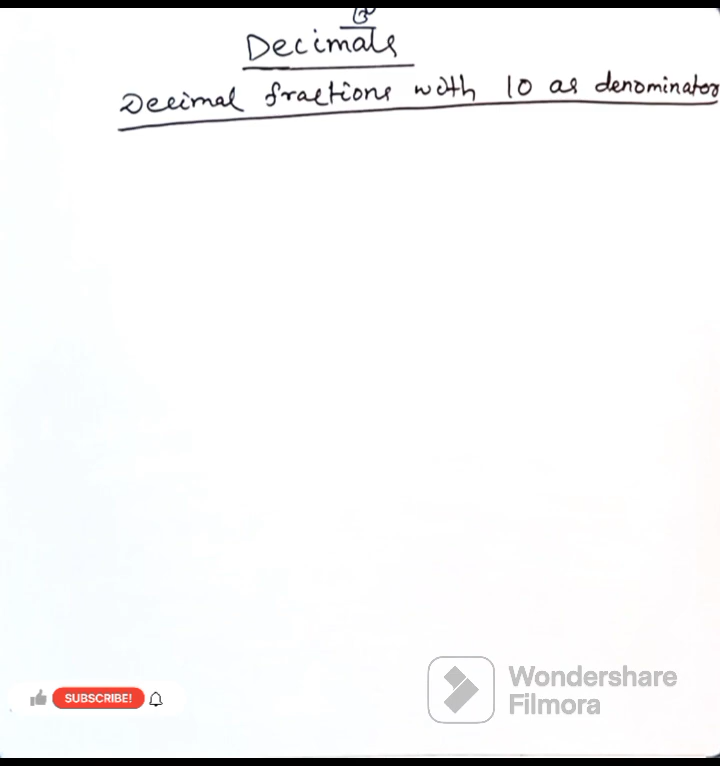 Decimals
Decimal fractions with 10 as denominator
SUBSCRIBE!
Wondershare
Filmora